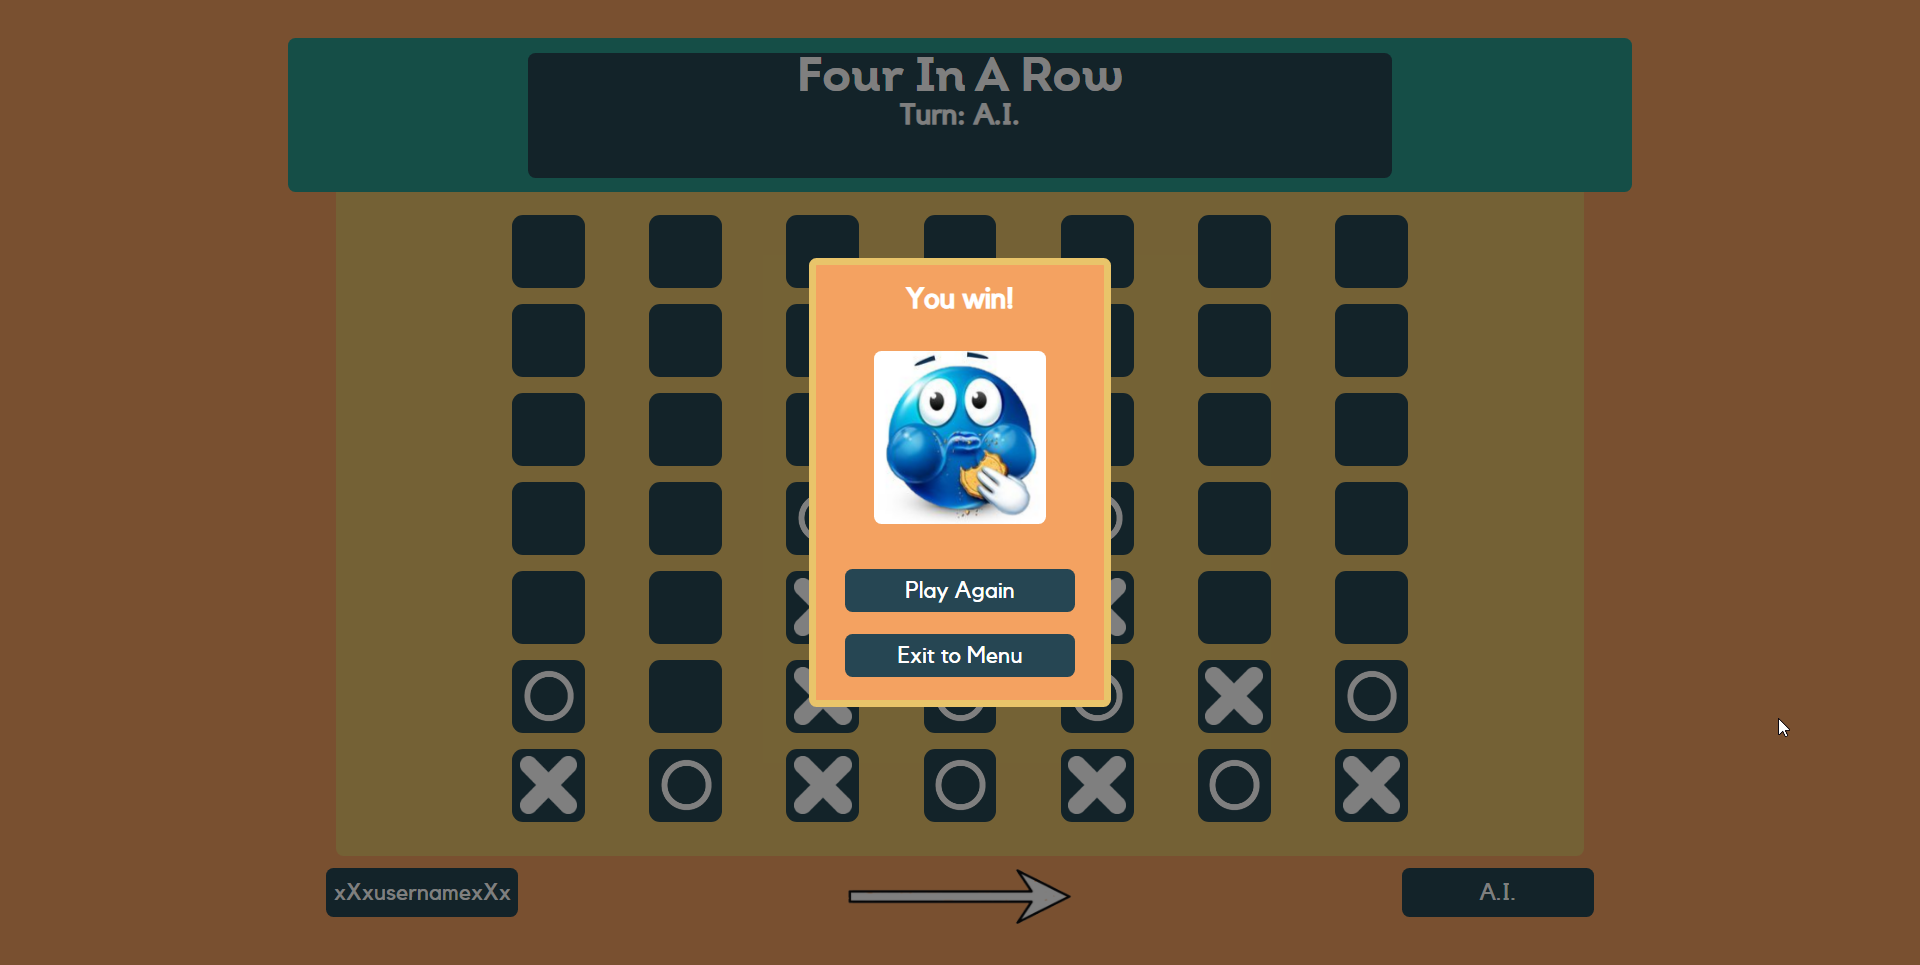 Four In A Row
Turn: A.I.
You win!
Play Again
Exit to Menu
xXxusernamexXx
A.I.